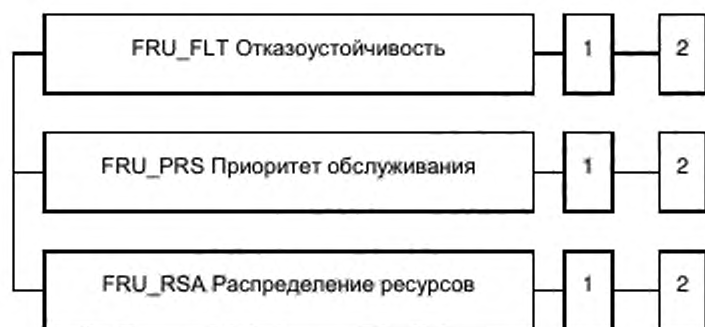 FRU_FLT Отказоустойчивость 1 2
FRU_PRS Приоритет обслуживания 1 2
FRU_RSA Распределение ресурсов 1 2